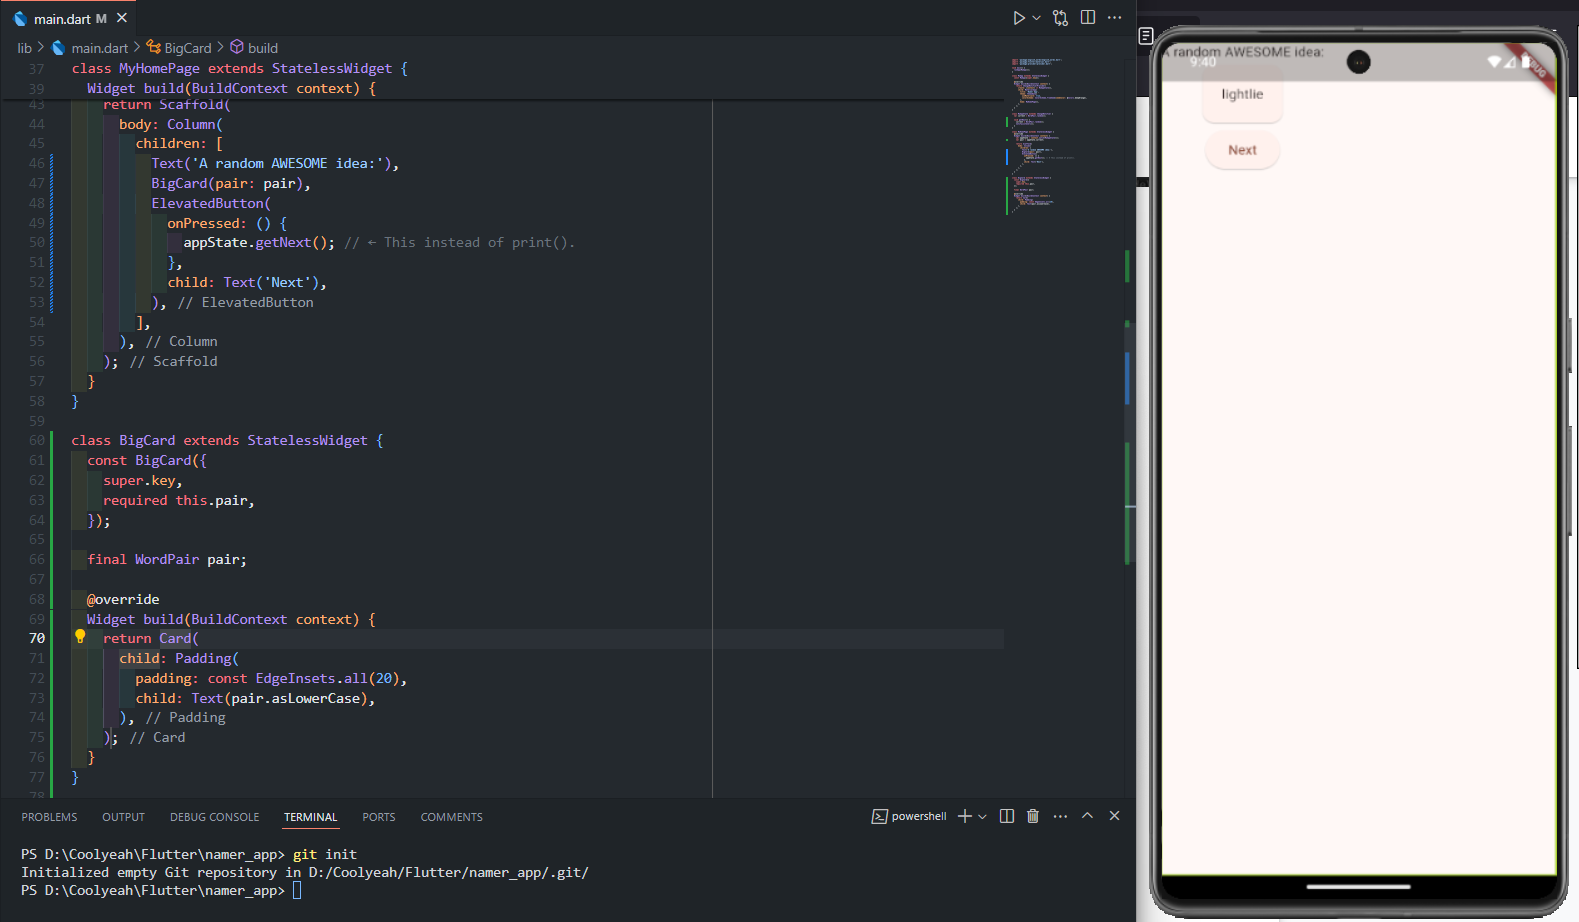 main.dart M
lib > main.dart > BigCard > build
37 class MyHomePage extends StatelessWidget {
39 Widget build(BuildContext context) {
43 return Scaffold(
44 body: Column(
45 children: [
46 Text('A random AWESOME idea:'),
47 BigCard(pair: pair),
48 ElevatedButton(
49 onPressed: () {
50 appState.getNext(); // ← This instead of print().
51 },
52 child: Text('Next'),
53 ), // ElevatedButton
54 ],
55 ), // Column
56 ); // Scaffold
57 }
58 }
59
60 class BigCard extends StatelessWidget {
61 const BigCard({
62 super.key,
63 required this.pair,
64 });
65
66 final WordPair pair;
67
68 @override
69 Widget build(BuildContext context) {
70 return Card(
71 child: Padding(
72 padding: const EdgeInsets.all(20),
73 child: Text(pair.asLowerCase),
74 ), // Padding
75 ); // Card
76 }
77 }
78
PROBLEMS OUTPUT DEBUG CONSOLE TERMINAL PORTS COMMENTS
powershell
PS D:\Coolyeah\Flutter\namer_app> git init
Initialized empty Git repository in D:/Coolyeah/Flutter/namer_app/.git/
PS D:\Coolyeah\Flutter\namer_app>
A random AWESOME idea:
9:40
lightlie
Next